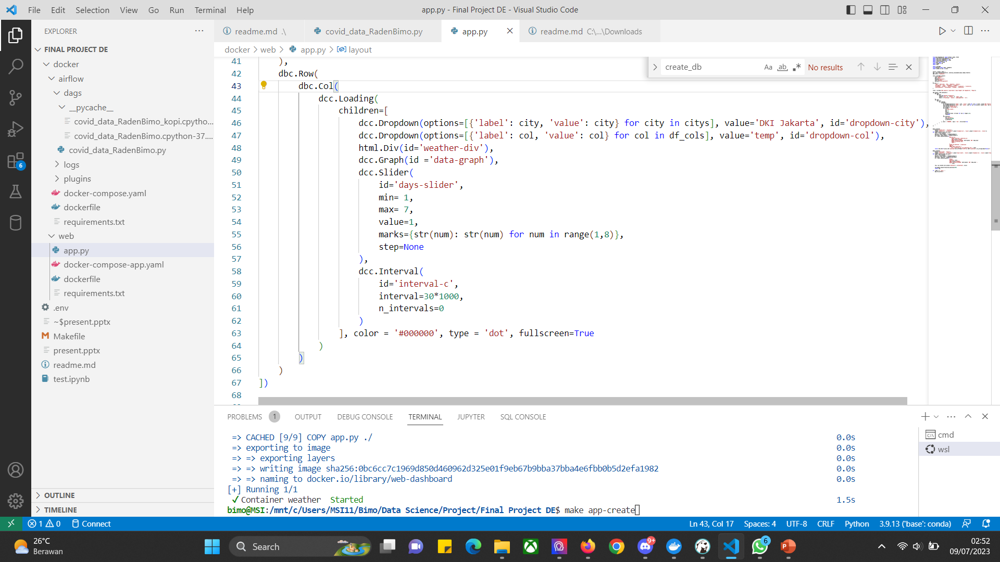 File Edit Selection View Go Run Terminal Help
app.py - Final Project DE - Visual Studio Code
EXPLORER
FINAL PROJECT DE
docker
airflow
dags
__pycache__
covid_data_RadenBimo_kopi.cpytho...
covid_data_RadenBimo.cpython-37....
covid_data_RadenBimo.py
logs
plugins
docker-compose.yaml
dockerfile
requirements.txt
web
app.py
docker-compose-app.yaml
dockerfile
requirements.txt
.env
~$present.pptx
Makefile
present.pptx
readme.md
test.ipynb
OUTLINE
TIMELINE
6
readme.md .\
covid_data_RadenBimo.py
app.py
readme.md C:\...\Downloads
docker > web > app.py > layout
create_db
Aa ab .* No results
41 ),
42 dbc.Row(
43 dbc.Col(
44 dcc.Loading(
45 children=[
46 dcc.Dropdown(options=[{'label': city, 'value': city} for city in citys], value='DKI Jakarta', id='dropdown-city'),
47 dcc.Dropdown(options=[{'label': col, 'value': col} for col in df_cols], value='temp', id='dropdown-col'),
48 html.Div(id='weather-div'),
49 dcc.Graph(id ='data-graph'),
50 dcc.Slider(
51 id='days-slider',
52 min= 1,
53 max= 7,
54 value=1,
55 marks={str(num): str(num) for num in range(1,8)},
56 step=None
57 ),
58 dcc.Interval(
59 id='interval-c',
60 interval=30*1000,
61 n_intervals=0
62 )
63 ], color = '#000000', type = 'dot', fullscreen=True
64 )
65 )
66 )
67 ])
68
PROBLEMS 1 OUTPUT DEBUG CONSOLE TERMINAL JUPYTER SQL CONSOLE
=> CACHED [9/9] COPY app.py ./ 0.0s
=> exporting to image 0.0s
=> => exporting layers 0.0s
=> => writing image sha256:0bc6cc7c1969d850d460962d325e01f9eb67b9bba37bba4e6fbb0b5d2efa1982 0.0s
=> => naming to docker.io/library/web-dashboard 0.0s
[+] Running 1/1
✓ Container weather Started 1.5s
bimo@MSI:/mnt/c/Users/MSI11/Bimo/Data Science/Project/Final Project DE$ make app-create
cmd
wsl
1 0 Connect
Ln 43, Col 17 Spaces: 4 UTF-8 CRLF Python 3.9.13 ('base': conda)
26°C
Berawan
Search
9+
6
02:52
09/07/2023